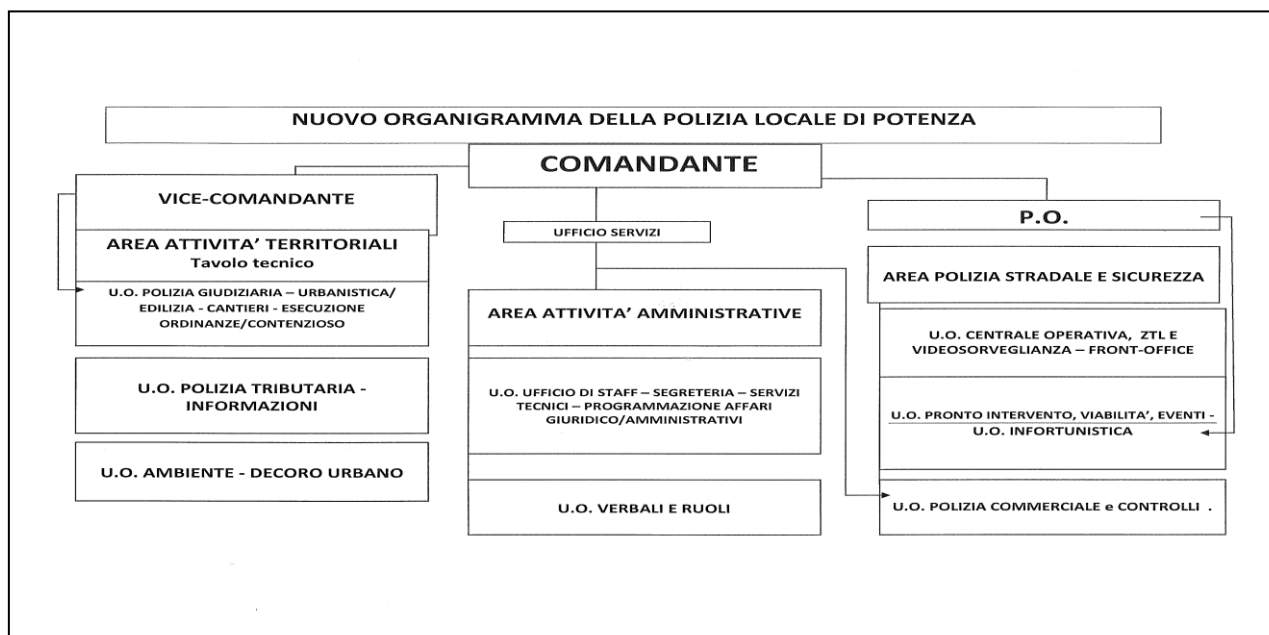 NUOVO ORGANIGRAMMA DELLA POLIZIA LOCALE DI POTENZA
COMANDANTE
VICE-COMANDANTE
AREA ATTIVITA’ TERRITORIALI
Tavolo tecnico
U.O. POLIZIA GIUDIZIARIA – URBANISTICA/
EDILIZIA - CANTIERI - ESECUZIONE
ORDINANZE/CONTENZIOSO
U.O. POLIZIA TRIBUTARIA -
INFORMAZIONI
U.O. AMBIENTE - DECORO URBANO
UFFICIO SERVIZI
AREA ATTIVITA’ AMMINISTRATIVE
U.O. UFFICIO DI STAFF – SEGRETERIA – SERVIZI
TECNICI – PROGRAMMAZIONE AFFARI
GIURIDICO/AMMINISTRATIVI
U.O. VERBALI E RUOLI
P.O.
AREA POLIZIA STRADALE E SICUREZZA
U.O. CENTRALE OPERATIVA, ZTL E
VIDEOSORVEGLIANZA – FRONT-OFFICE
U.O. PRONTO INTERVENTO, VIABILITA’, EVENTI -
U.O. INFORTUNISTICA
U.O. POLIZIA COMMERCIALE e CONTROLLI .